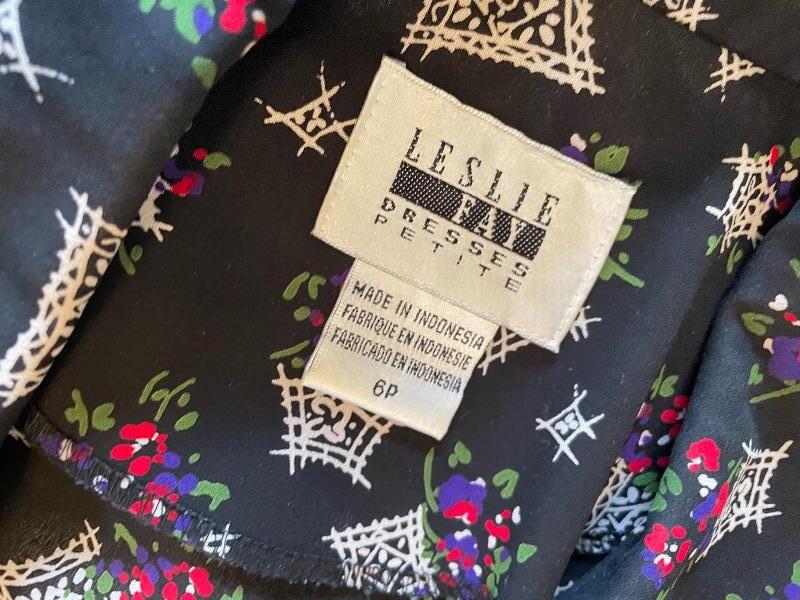 LESLIE
FAY
DRESSES
PETITE
MADE IN INDONESIA
FABRIQUE EN INDONESIE
FABRICADO EN INDONESIA
6P